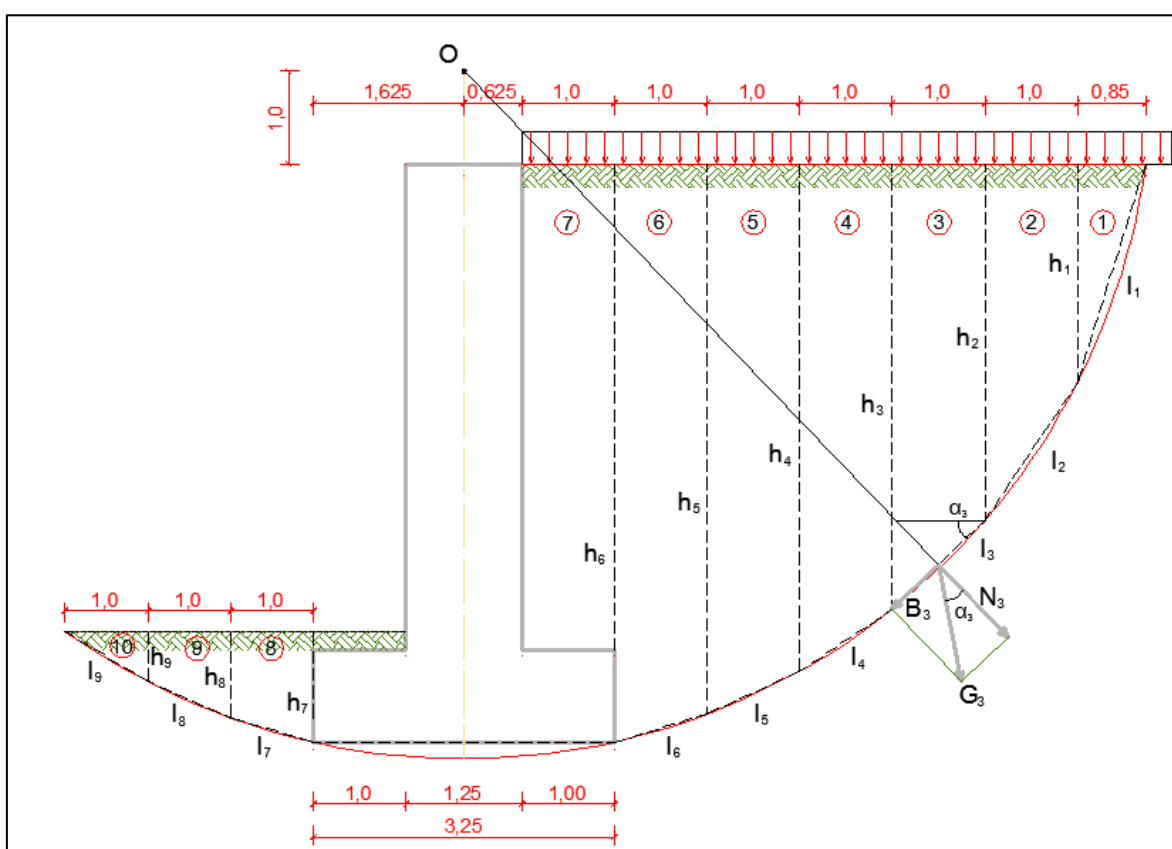 O
1,625 0,625 1,0 1,0 1,0 1,0 1,0 1,0 0,85
1,0
7 6 5 4 3 2 1
h₁
l₁
h₂
h₃
h₄
l₂
h₅
α₃
l₃
h₆
1,0 1,0 1,0
B₃ α₃ N₃
10 h₉ 9 8
l₉ h₈ l₄
G₃
h₇
l₈ l₅
l₇ l₆
1,0 1,25 1,00
3,25